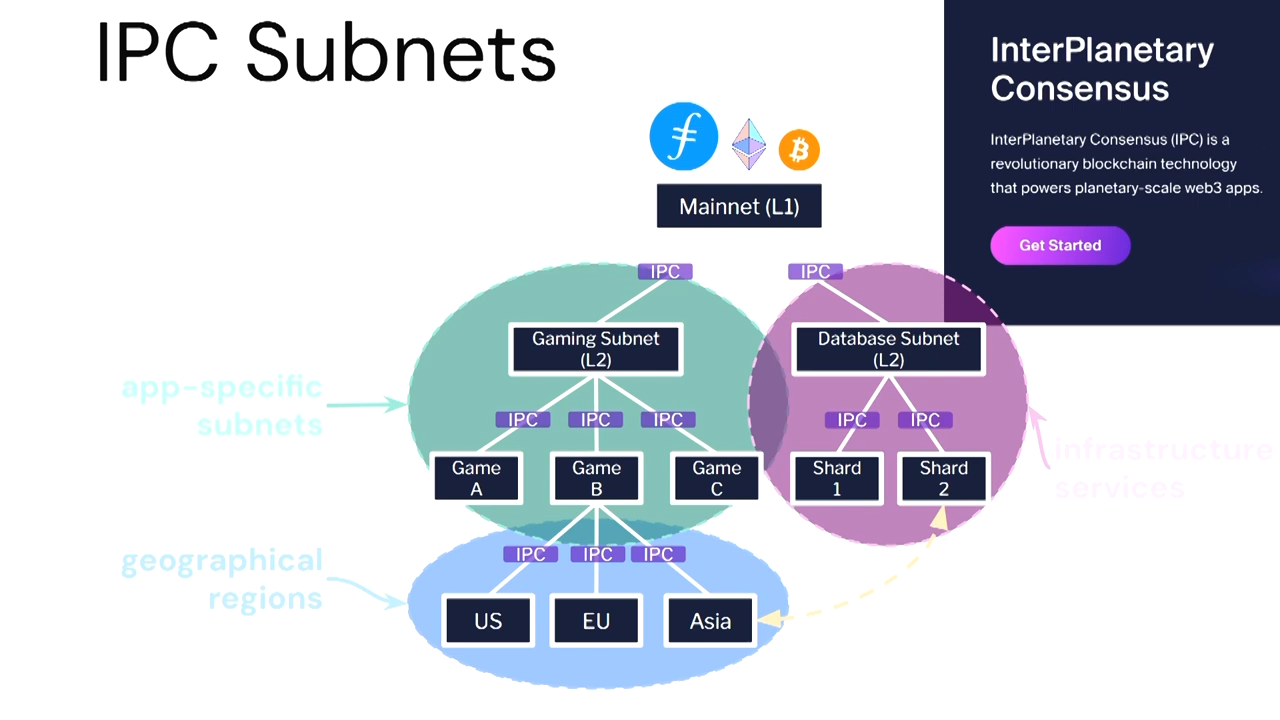 IPC Subnets
InterPlanetary
Consensus
InterPlanetary Consensus (IPC) is a
revolutionary blockchain technology
that powers planetary-scale web3 apps.
Get Started
Mainnet (L1)
IPC
IPC
Gaming Subnet
(L2)
Database Subnet
(L2)
app-specific
subnets
IPC
IPC
IPC
IPC
IPC
infrastructure
services
Game
A
Game
B
Game
C
Shard
1
Shard
2
geographical
regions
IPC
IPC
IPC
US
EU
Asia